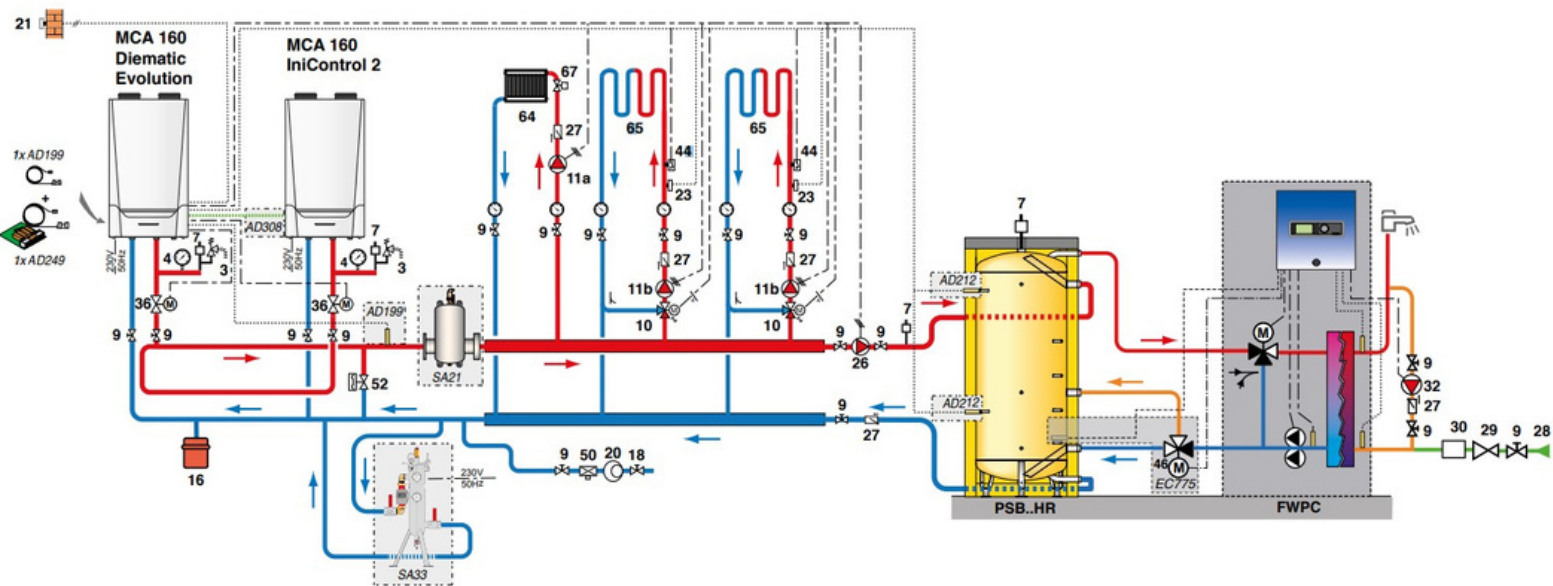 21
MCA 160
Diematic
Evolution
MCA 160
IniControl 2
1x AD199
+
1x AD249
230V
50Hz
4
7
3
AD308
230V
50Hz
4
7
3
36
M
36
M
9
9
9
9
AD199
52
SA21
16
64
67
27
11a
9
9
65
44
23
9
9
27
11b
10
M
65
44
23
9
9
27
11b
10
M
9
9
26
7
9
27
9
50
20
18
230V
50Hz
SA33
7
AD212
AD212
PSB..HR
46
M
EC775
M
FWPC
9
32
27
9
30
29
9
28